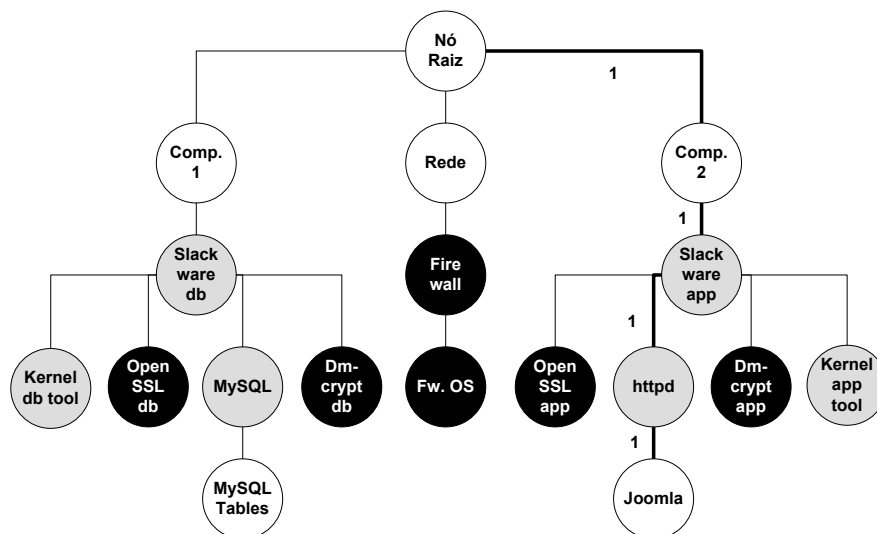 Nó
Raiz
1
Comp.
1
Rede
Comp.
2
1
Slack
ware
db
Fire
wall
Slack
ware
app
1
Kernel
db tool
Open
SSL
db
MySQL
Dm-
crypt
db
Fw. OS
Open
SSL
app
httpd
Dm-
crypt
app
Kernel
app
tool
1
MySQL
Tables
Joomla